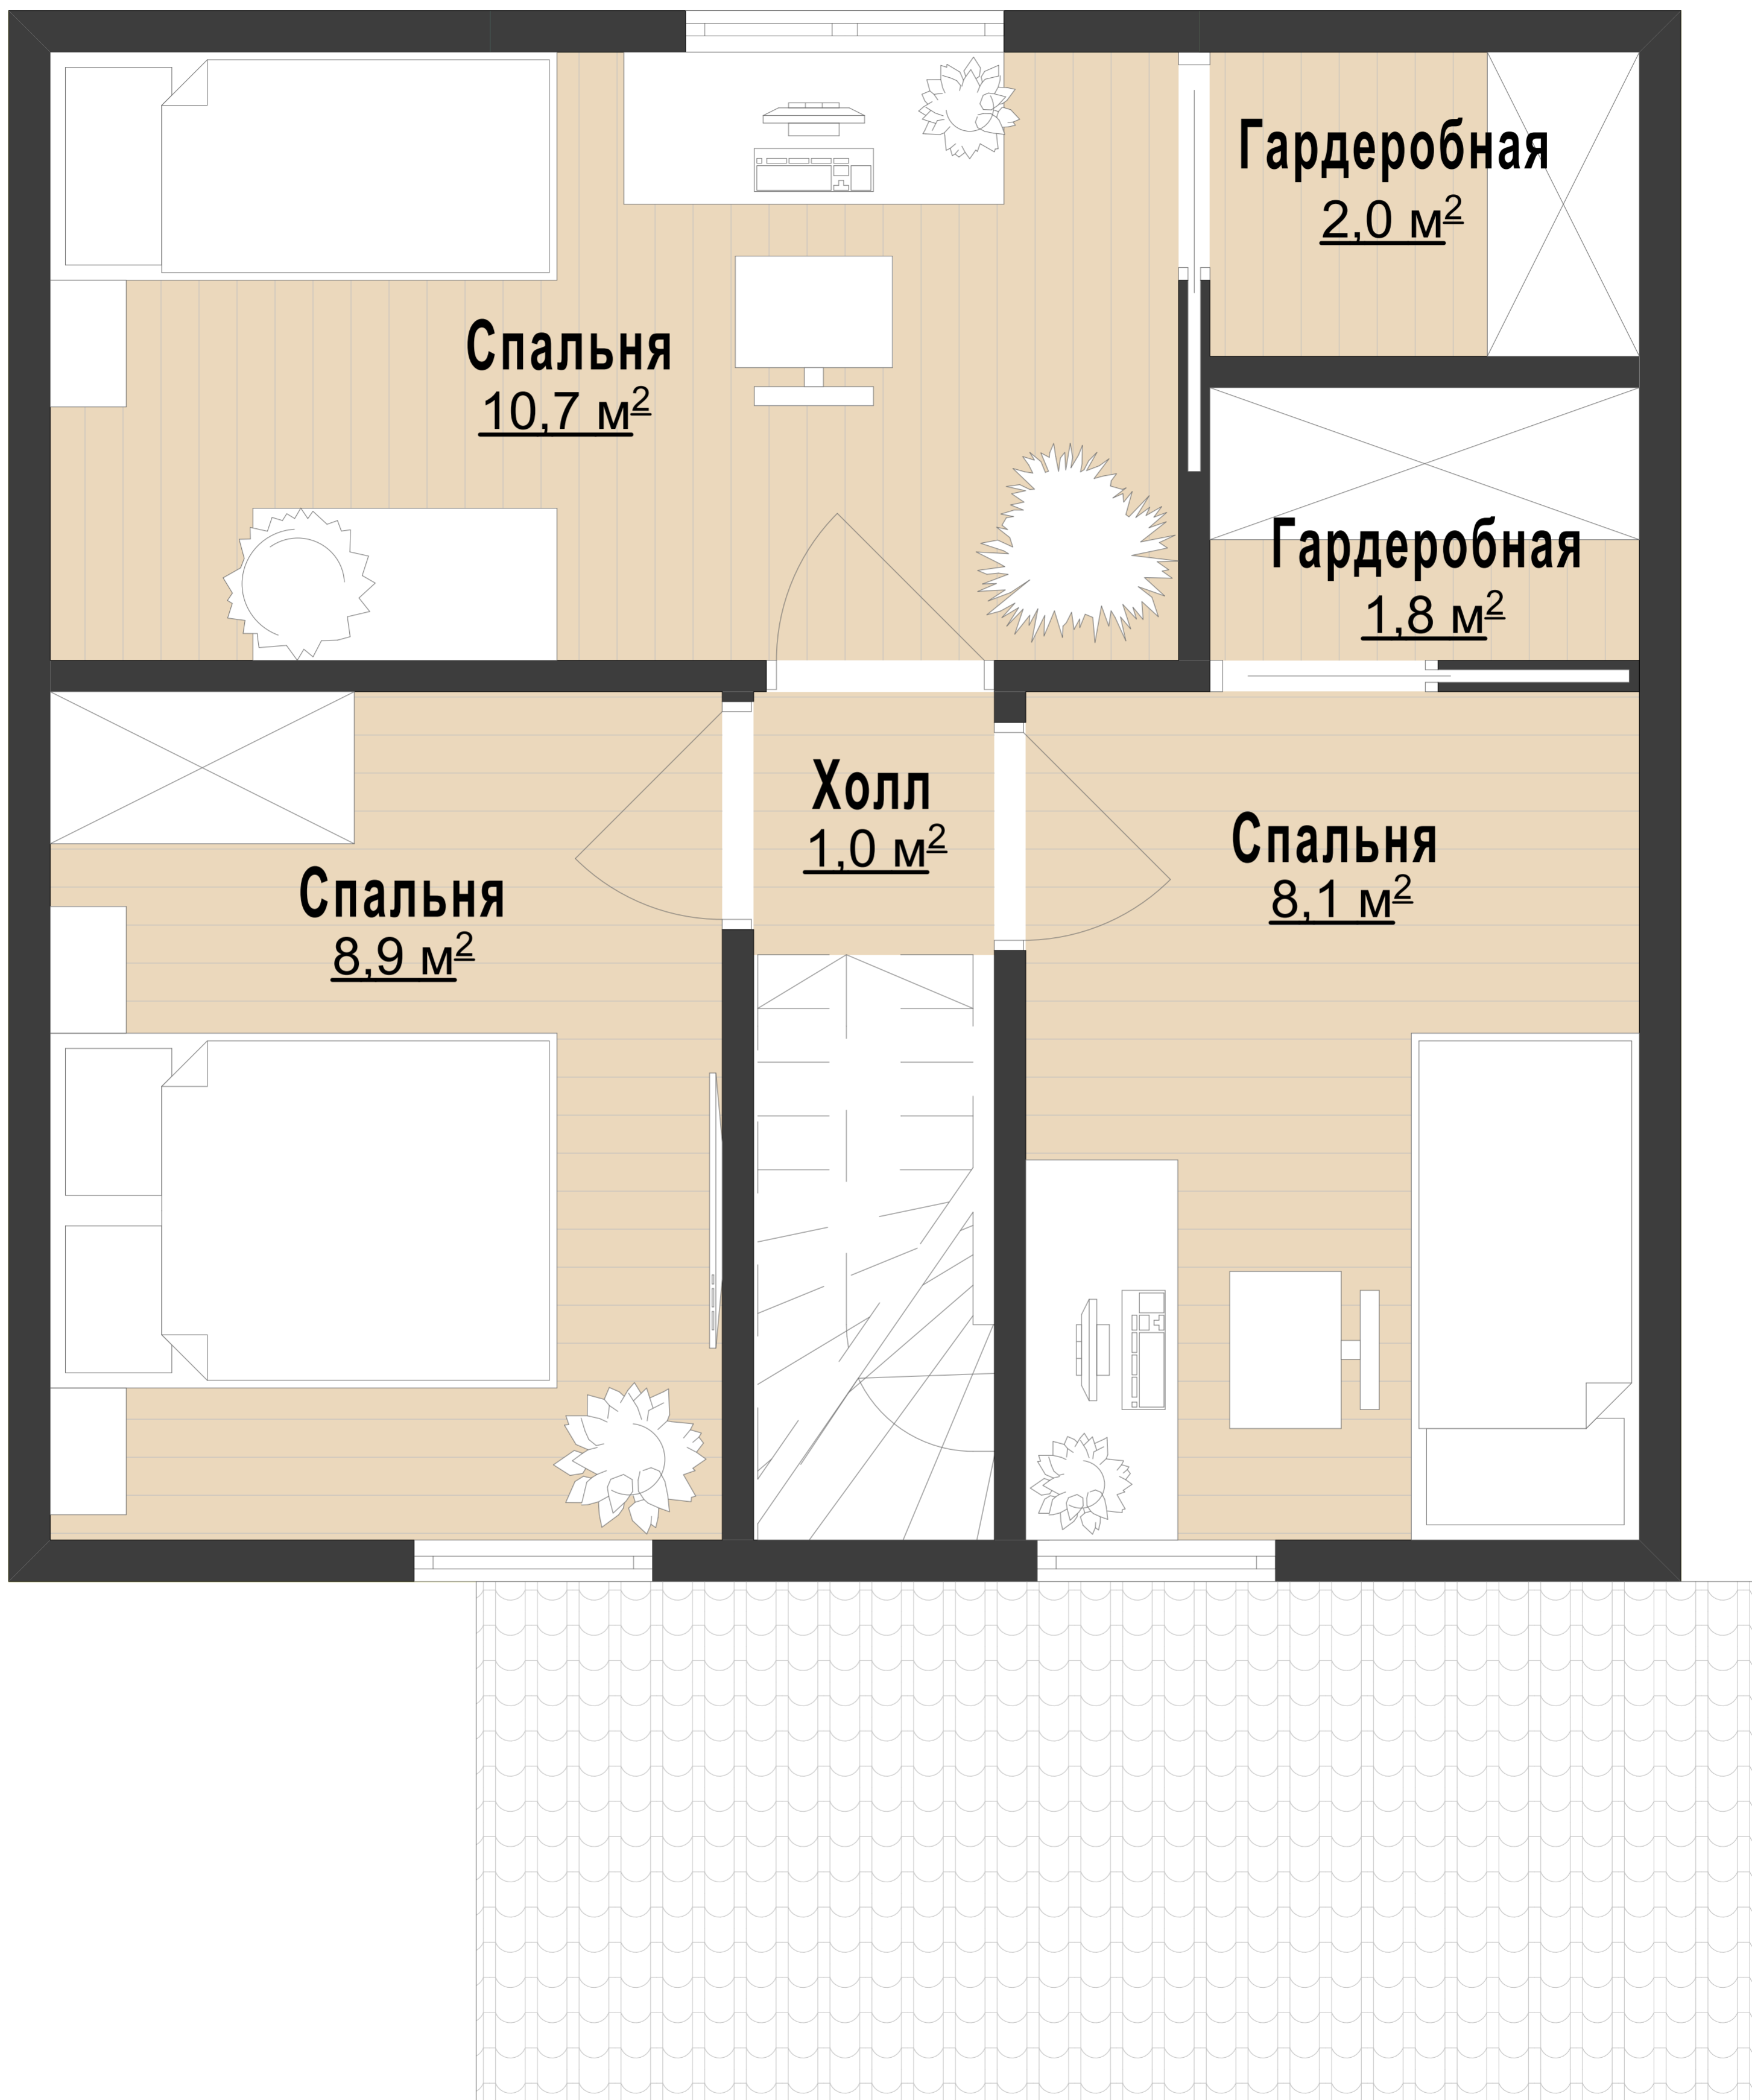 Гардеробная
2,0 м²
Спальня
10,7 м²
Гардеробная
1,8 м²
Холл
1,0 м²
Спальня
8,1 м²
Спальня
8,9 м²